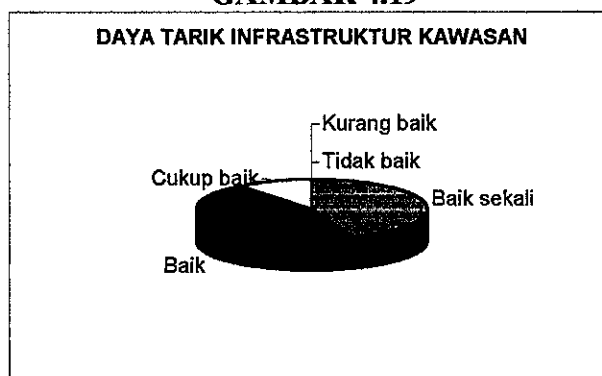 DAYA TARIK INFRASTRUKTUR KAWASAN
Kurang baik
Tidak baik
Cukup baik
Baik sekali
Baik